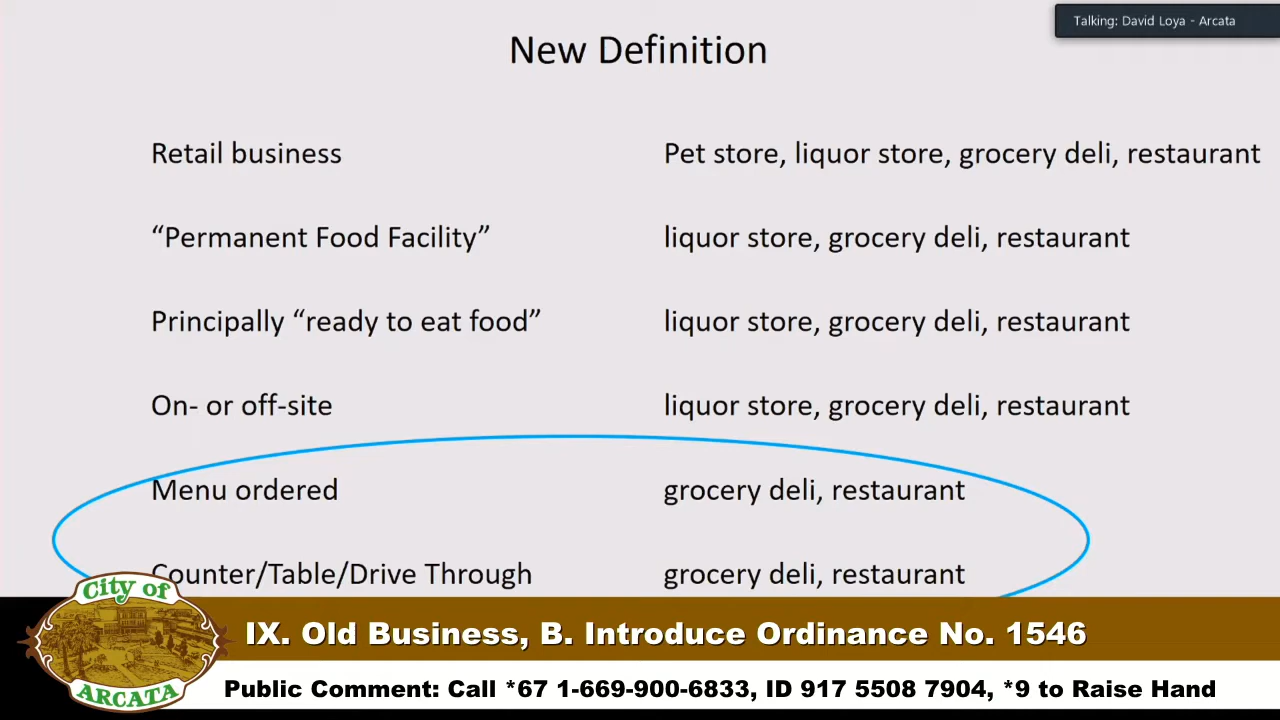 Talking: David Loya - Arcata
New Definition
Retail business Pet store, liquor store, grocery deli, restaurant
“Permanent Food Facility” liquor store, grocery deli, restaurant
Principally “ready to eat food” liquor store, grocery deli, restaurant
On- or off-site liquor store, grocery deli, restaurant
Menu ordered grocery deli, restaurant
Counter/Table/Drive Through grocery deli, restaurant
City of
ARCATA
IX. Old Business, B. Introduce Ordinance No. 1546
Public Comment: Call *67 1-669-900-6833, ID 917 5508 7904, *9 to Raise Hand